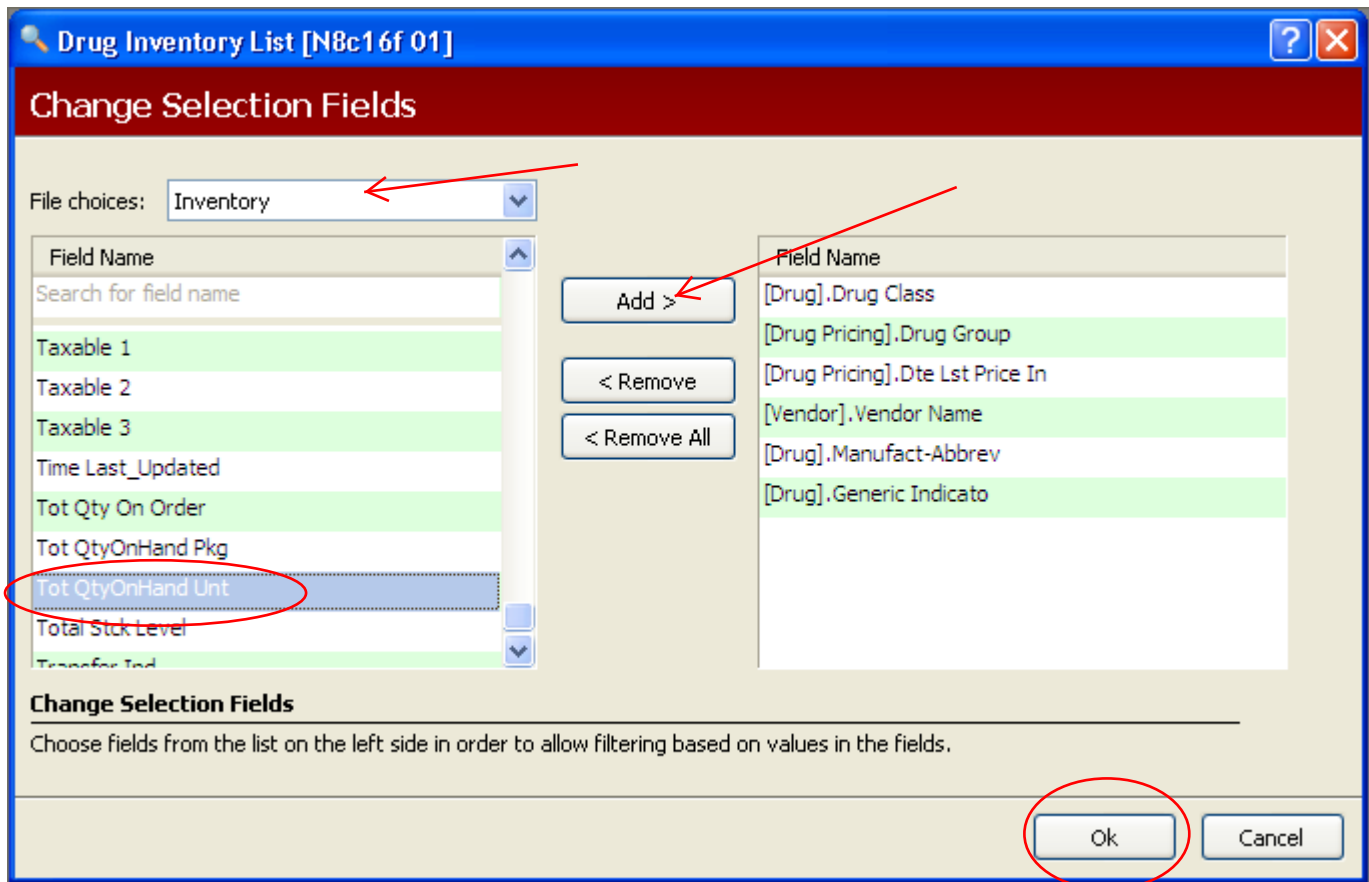 Drug Inventory List [N8c16f 01]
Change Selection Fields
File choices: Inventory
Field Name
Search for field name
Taxable 1
Taxable 2
Taxable 3
Time Last_Updated
Tot Qty On Order
Tot QtyOnHand Pkg
Tot QtyOnHand Unt
Total Stck Level
Transfer Ind
Add >
< Remove
< Remove All
Field Name
[Drug].Drug Class
[Drug Pricing].Drug Group
[Drug Pricing].Dte Lst Price In
[Vendor].Vendor Name
[Drug].Manufact-Abbrev
[Drug].Generic Indicato
Change Selection Fields
Choose fields from the list on the left side in order to allow filtering based on values in the fields.
Ok
Cancel